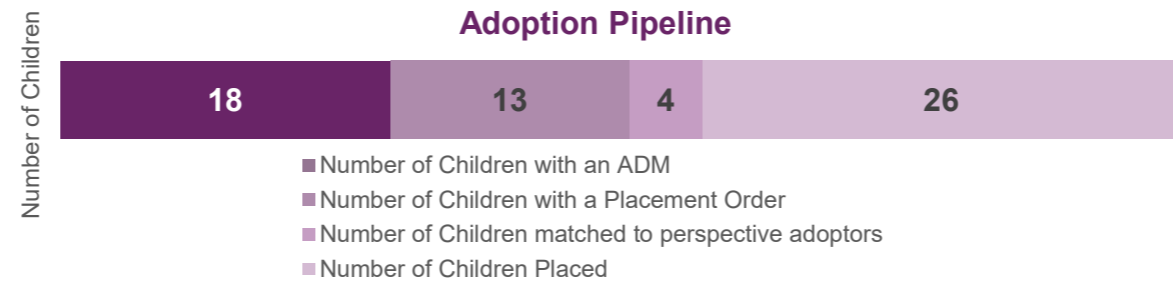 Adoption Pipeline
Number of Children
18 13 4 26
Number of Children with an ADM
Number of Children with a Placement Order
Number of Children matched to perspective adoptors
Number of Children Placed